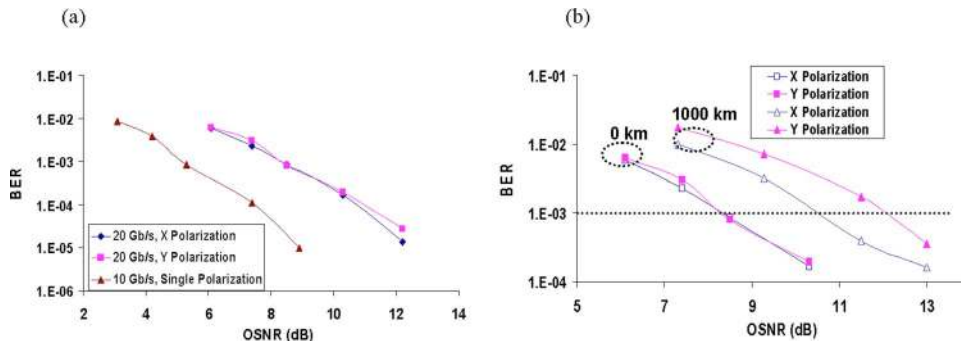 (a)
1.E-01
1.E-02
1.E-03
1.E-04
1.E-05
1.E-06
BER
20 Gb/s, X Polarization
20 Gb/s, Y Polarization
10 Gb/s, Single Polarization
2 4 6 8 10 12 14
OSNR (dB)
(b)
1.E-01
1.E-02
1.E-03
1.E-04
BER
X Polarization
Y Polarization
X Polarization
Y Polarization
0 km
1000 km
5 7 9 11 13
OSNR (dB)